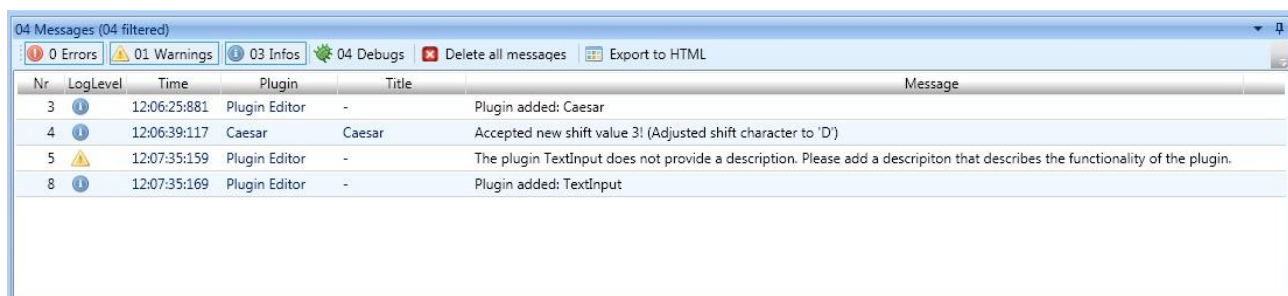 04 Messages (04 filtered)
0 Errors 01 Warnings 03 Infos 04 Debugs Delete all messages Export to HTML
Nr LogLevel Time Plugin Title Message
3 12:06:25:881 Plugin Editor - Plugin added: Caesar
4 12:06:39:117 Caesar Caesar Accepted new shift value 3! (Adjusted shift character to 'D')
5 12:07:35:159 Plugin Editor - The plugin TextInput does not provide a description. Please add a descripiton that describes the functionality of the plugin.
8 12:07:35:169 Plugin Editor - Plugin added: TextInput